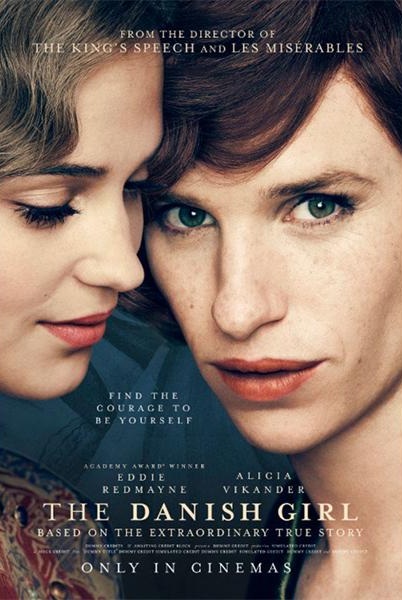 FROM THE DIRECTOR OF
THE KING'S SPEECH AND LES MISÉRABLES
FIND THE
COURAGE TO
BE YOURSELF
ACADEMY AWARD® WINNER
EDDIE
REDMAYNE
ALICIA
VIKANDER
THE DANISH GIRL
BASED ON THE EXTRAORDINARY TRUE STORY
ONLY IN CINEMAS